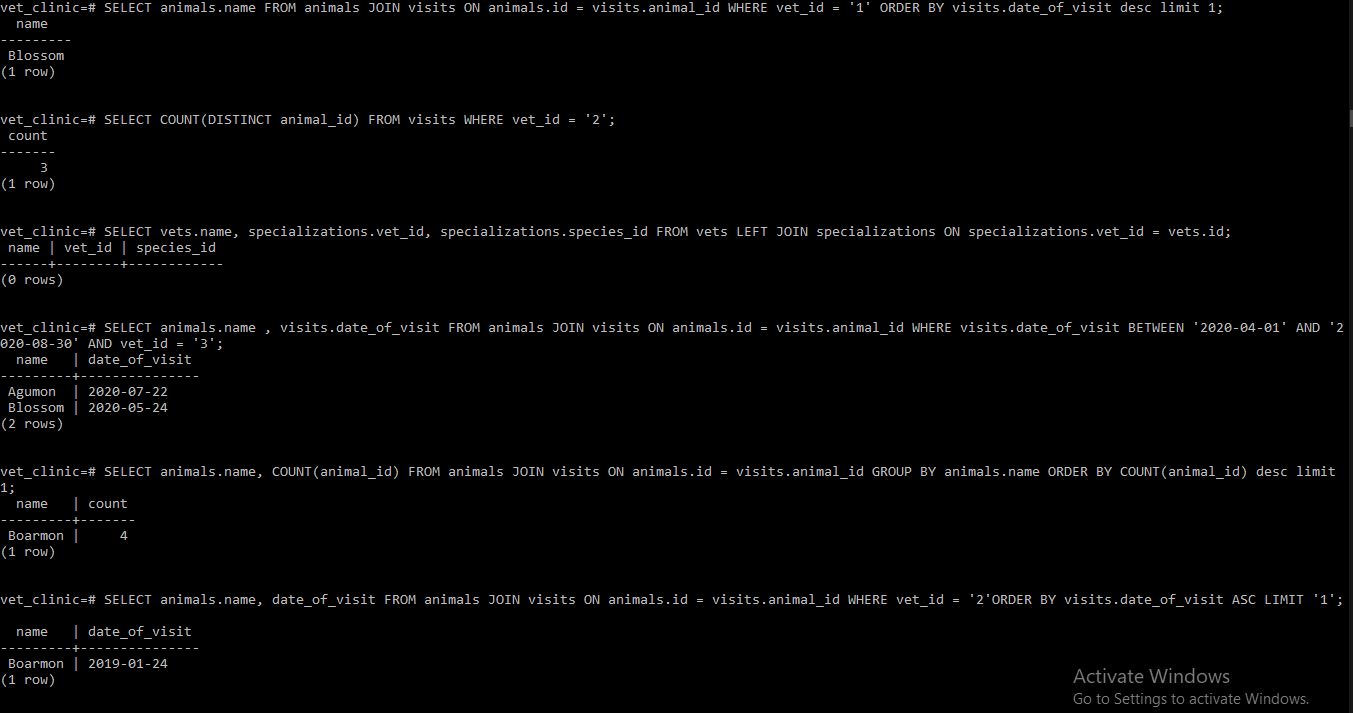 vet_clinic=# SELECT animals.name FROM animals JOIN visits ON animals.id = visits.animal_id WHERE vet_id = '1' ORDER BY visits.date_of_visit desc limit 1;
  name
---------
 Blossom
(1 row)
vet_clinic=# SELECT COUNT(DISTINCT animal_id) FROM visits WHERE vet_id = '2';
 count
-------
     3
(1 row)
vet_clinic=# SELECT vets.name, specializations.vet_id, specializations.species_id FROM vets LEFT JOIN specializations ON specializations.vet_id = vets.id;
 name | vet_id | species_id
------+--------+------------
(0 rows)
vet_clinic=# SELECT animals.name , visits.date_of_visit FROM animals JOIN visits ON animals.id = visits.animal_id WHERE visits.date_of_visit BETWEEN '2020-04-01' AND '2
020-08-30' AND vet_id = '3';
  name   | date_of_visit
---------+---------------
 Agumon  | 2020-07-22
 Blossom | 2020-05-24
(2 rows)
vet_clinic=# SELECT animals.name, COUNT(animal_id) FROM animals JOIN visits ON animals.id = visits.animal_id GROUP BY animals.name ORDER BY COUNT(animal_id) desc limit
1;
  name   | count
---------+-------
 Boarmon |     4
(1 row)
vet_clinic=# SELECT animals.name, date_of_visit FROM animals JOIN visits ON animals.id = visits.animal_id WHERE vet_id = '2'ORDER BY visits.date_of_visit ASC LIMIT '1';
  name   | date_of_visit
---------+---------------
 Boarmon | 2019-01-24
(1 row)
Activate Windows
Go to Settings to activate Windows.